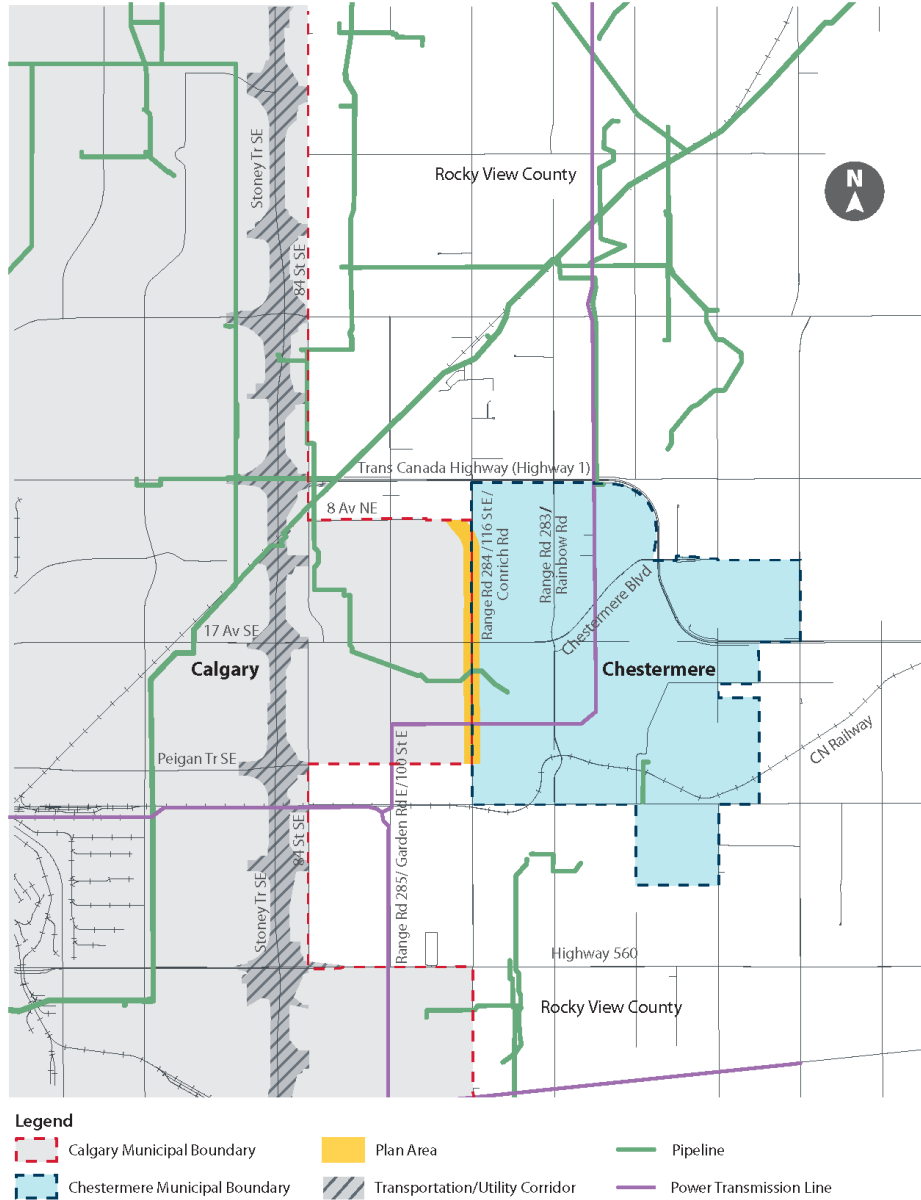 Stoney Tr SE
84 St SE
Rocky View County
N
Trans Canada Highway (Highway 1)
8 Av NE
Range Rd 284/116 St E/
Conrich Rd
Range Rd 283/
Rainbow Rd
Chestermere Blvd
17 Av SE
Calgary
Chestermere
Peigan Tr SE
CN Railway
84 St SE
Stoney Tr SE
Range Rd 285/ Garden Rd E/100 St E
Highway 560
Rocky View County
Legend
Calgary Municipal Boundary
Plan Area
Pipeline
Chestermere Municipal Boundary
Transportation/Utility Corridor
Power Transmission Line